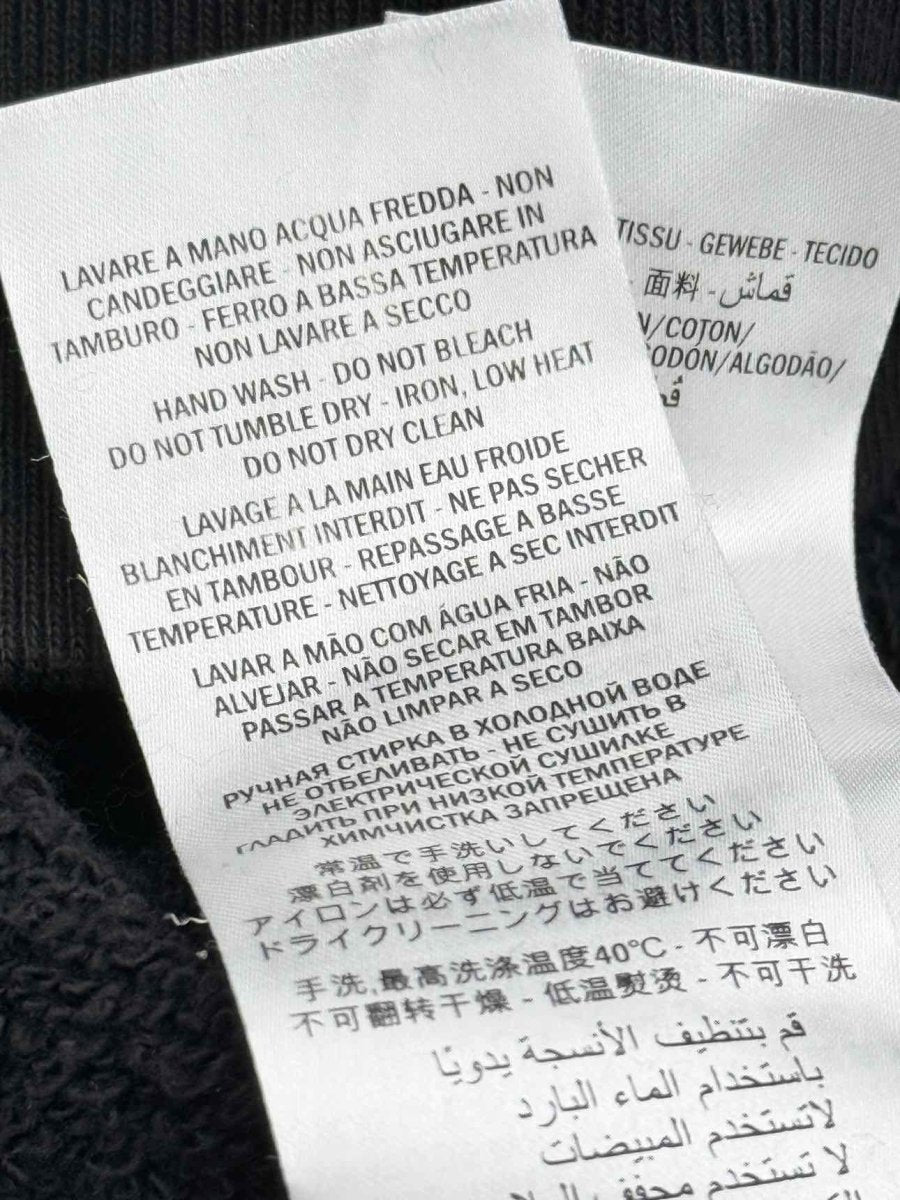 LAVARE A MANO ACQUA FREDDA - NON
CANDEGGIARE - NON ASCIUGARE IN
TAMBURO - FERRO A BASSA TEMPERATURA
NON LAVARE A SECCO
HAND WASH - DO NOT BLEACH
DO NOT TUMBLE DRY - IRON, LOW HEAT
DO NOT DRY CLEAN
LAVAGE A LA MAIN EAU FROIDE
BLANCHIMENT INTERDIT - NE PAS SECHER
EN TAMBOUR - REPASSAGE A BASSE
TEMPERATURE - NETTOYAGE A SEC INTERDIT
LAVAR A MÃO COM ÁGUA FRIA - NÃO
ALVEJAR - NÃO SECAR EM TAMBOR
PASSAR A TEMPERATURA BAIXA
NÃO LIMPAR A SECO
РУЧНАЯ СТИРКА В ХОЛОДНОЙ ВОДЕ
НЕ ОТБЕЛИВАТЬ - НЕ СУШИТЬ В
ЭЛЕКТРИЧЕСКОЙ СУШИЛКЕ
ГЛАДИТЬ ПРИ НИЗКОЙ ТЕМПЕРАТУРЕ
ХИМЧИСТКА ЗАПРЕЩЕНА
常温で手洗いしてください
漂白剤を使用しないでください
アイロンは必ず低温で当ててください
ドライクリーニングはお避けください
手洗,最高洗涤温度40℃ - 不可漂白
不可翻转干燥 - 低温熨烫 - 不可干洗
قم بتنظيف الأنسجة يدويًا
باستخدام الماء البارد
لاتستخدم المبيضات
لا تستخدم مجفف
TISSU - GEWEBE - TECIDO
面料 - قماش
/COTON/
/ALGODÃO/